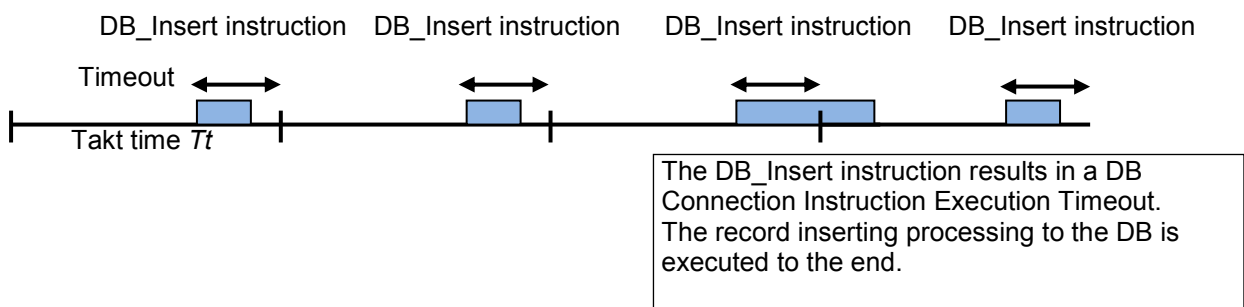 DB_Insert instruction DB_Insert instruction DB_Insert instruction DB_Insert instruction
Timeout
Takt time Tt
The DB_Insert instruction results in a DB
Connection Instruction Execution Timeout.
The record inserting processing to the DB is
executed to the end.